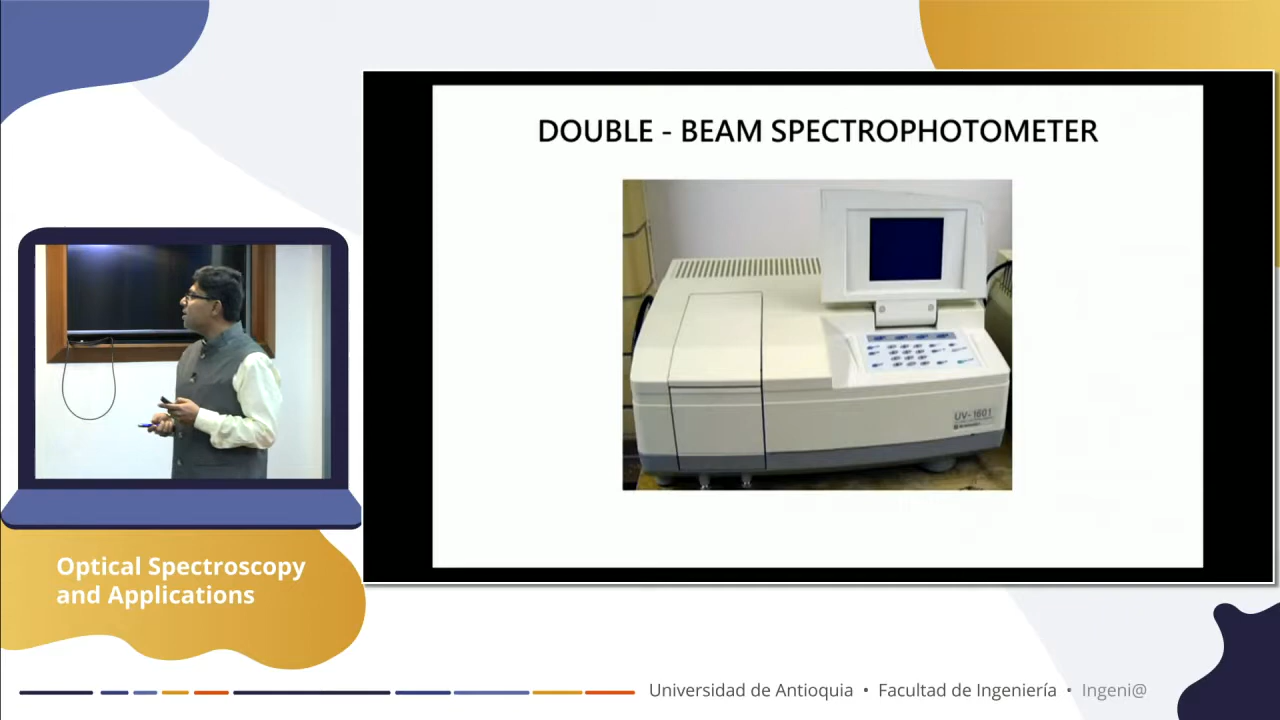 DOUBLE - BEAM SPECTROPHOTOMETER
UV-1601
Optical Spectroscopy
and Applications
Universidad de Antioquia • Facultad de Ingeniería • Ingeni@